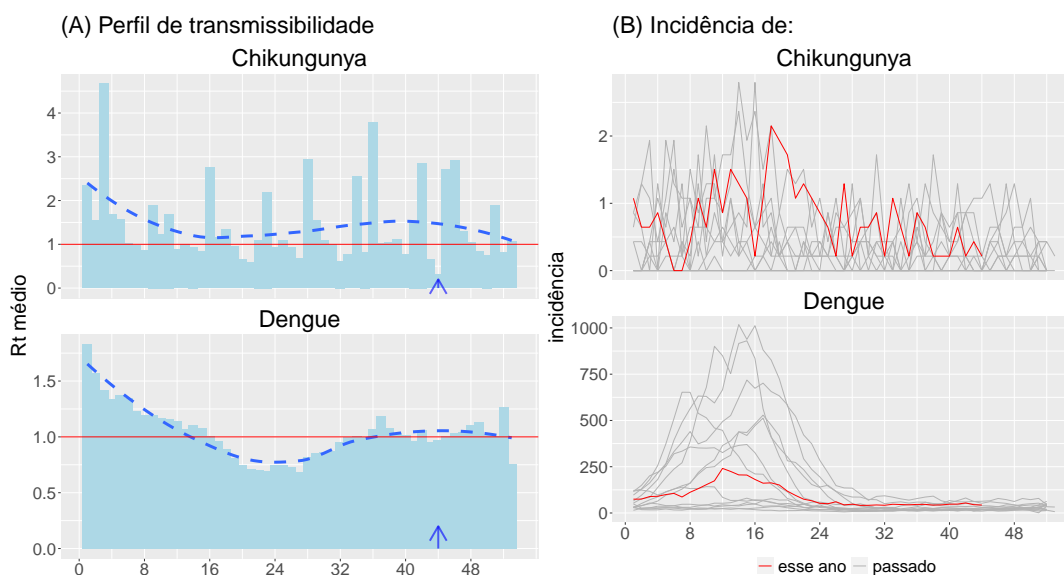 (A) Perfil de transmissibilidade
Chikungunya
4
3
2
1
0
Dengue
1.5
1.0
0.5
0.0
0 8 16 24 32 40 48
Rt médio
(B) Incidência de:
Chikungunya
2
1
0
Dengue
1000
750
500
250
0
0 8 16 24 32 40 48
incidência
esse ano passado